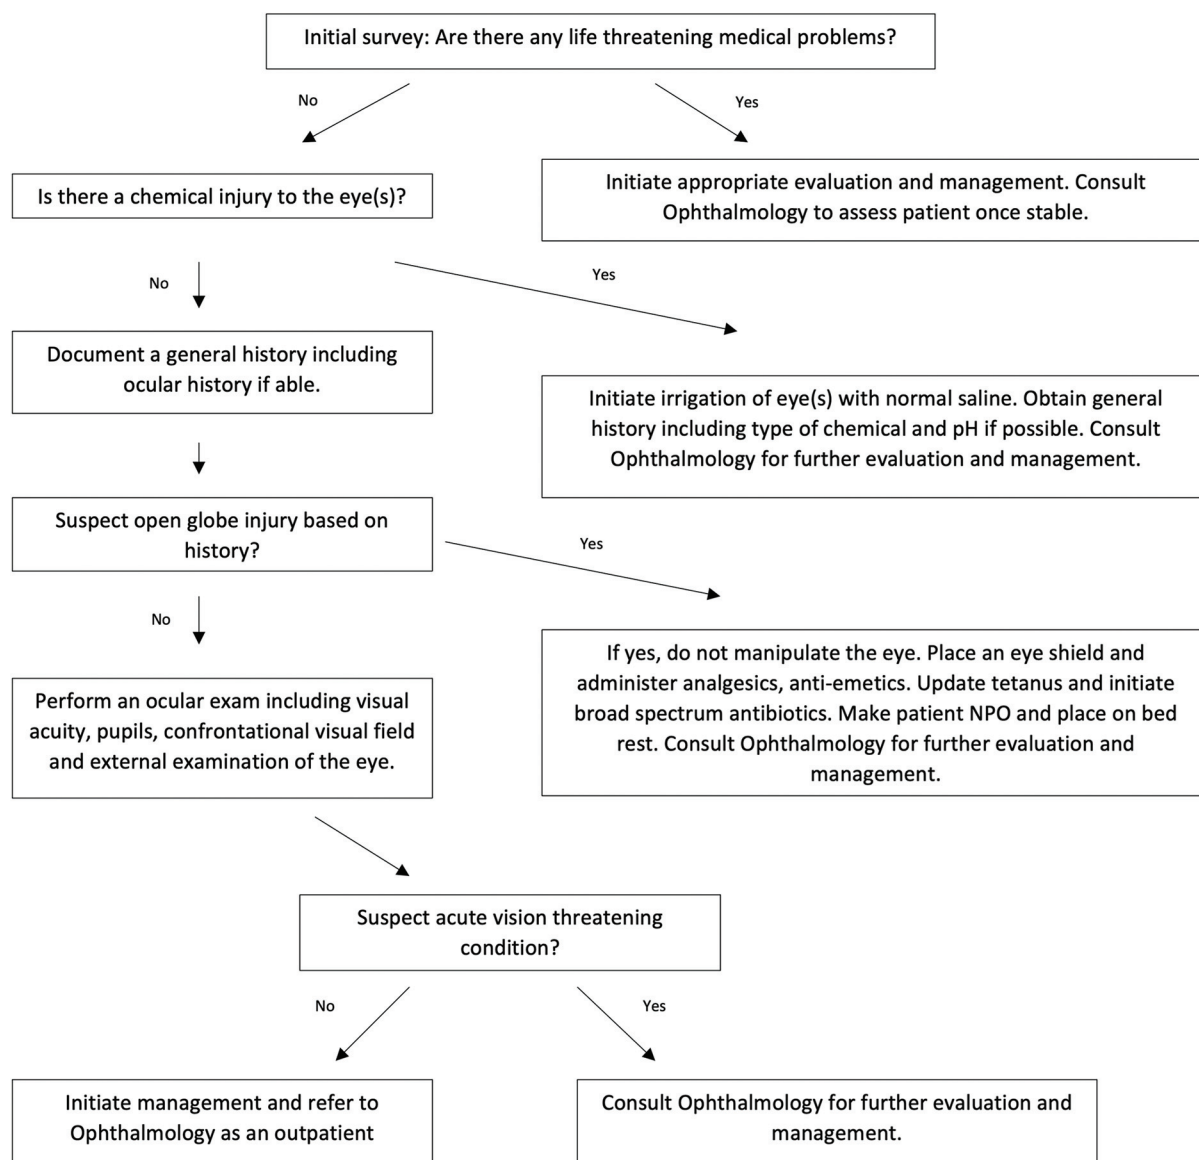 Initial survey: Are there any life threatening medical problems?
No
Yes
Is there a chemical injury to the eye(s)?
Initiate appropriate evaluation and management. Consult
Ophthalmology to assess patient once stable.
No
Yes
Document a general history including
ocular history if able.
Initiate irrigation of eye(s) with normal saline. Obtain general
history including type of chemical and pH if possible. Consult
Ophthalmology for further evaluation and management.
Suspect open globe injury based on
history?
Yes
No
If yes, do not manipulate the eye. Place an eye shield and
administer analgesics, anti-emetics. Update tetanus and initiate
broad spectrum antibiotics. Make patient NPO and place on bed
rest. Consult Ophthalmology for further evaluation and
management.
Perform an ocular exam including visual
acuity, pupils, confrontational visual field
and external examination of the eye.
Suspect acute vision threatening
condition?
No
Yes
Initiate management and refer to
Ophthalmology as an outpatient
Consult Ophthalmology for further evaluation and
management.